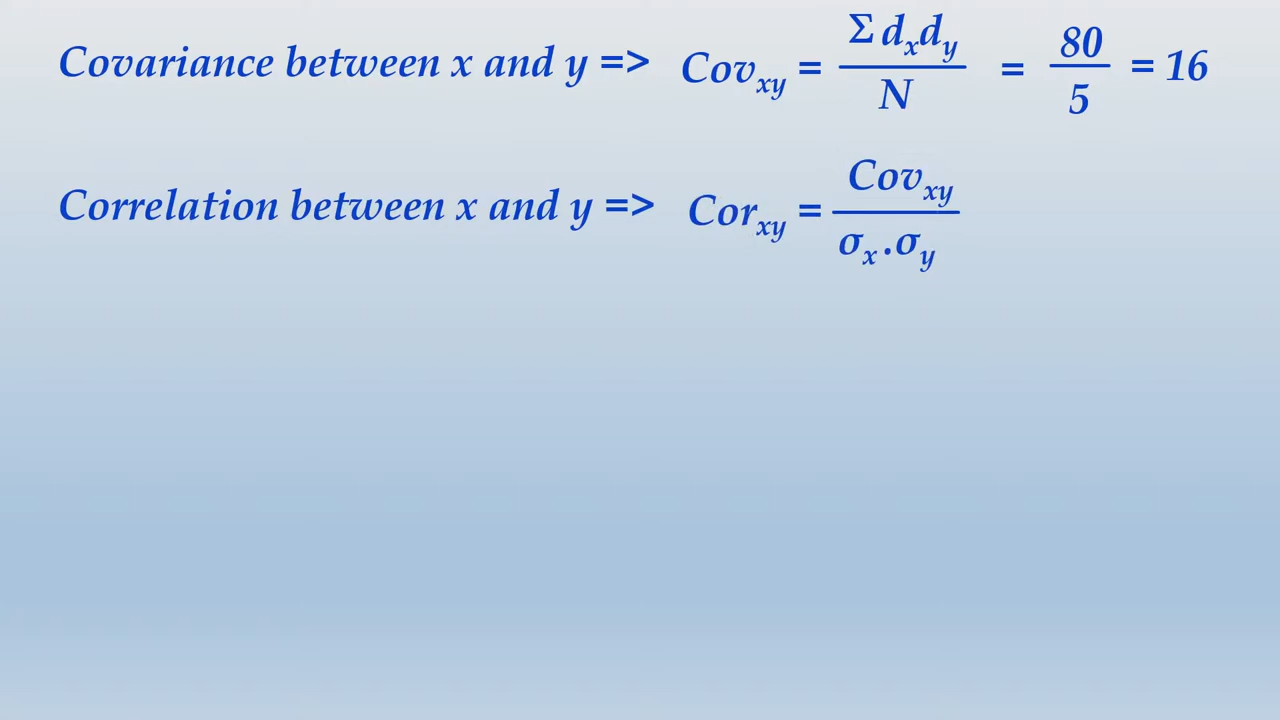 Covariance between x and y => Cov_xy = Σ d_x d_y / N = 80 / 5 = 16
Correlation between x and y => Cor_xy = Cov_xy / σ_x . σ_y